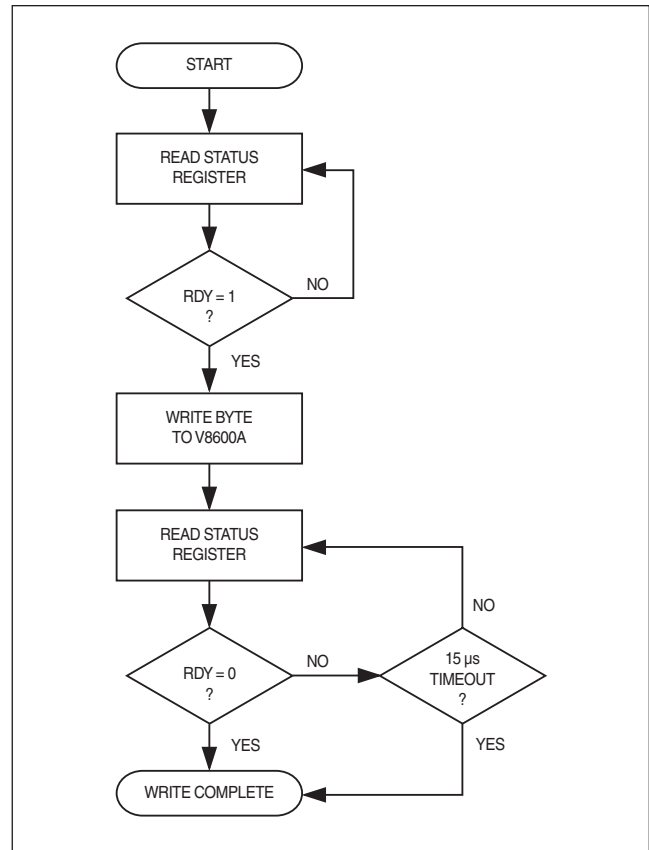 START
READ STATUS
REGISTER
RDY = 1
?
NO
YES
WRITE BYTE
TO V8600A
READ STATUS
REGISTER
NO
RDY = 0
?
NO
15 µs
TIMEOUT
?
YES
YES
WRITE COMPLETE